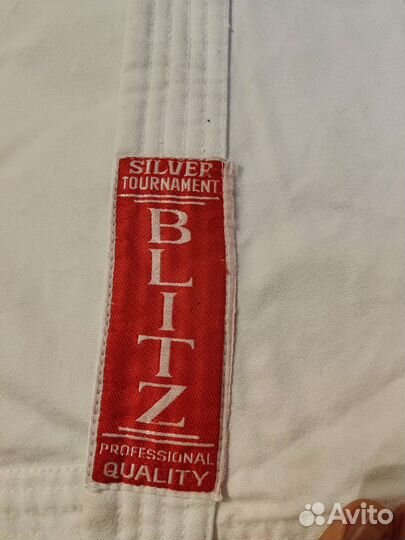 SILVER
TOURNAMENT
BLITZ
PROFESSIONAL
QUALITY
Avito